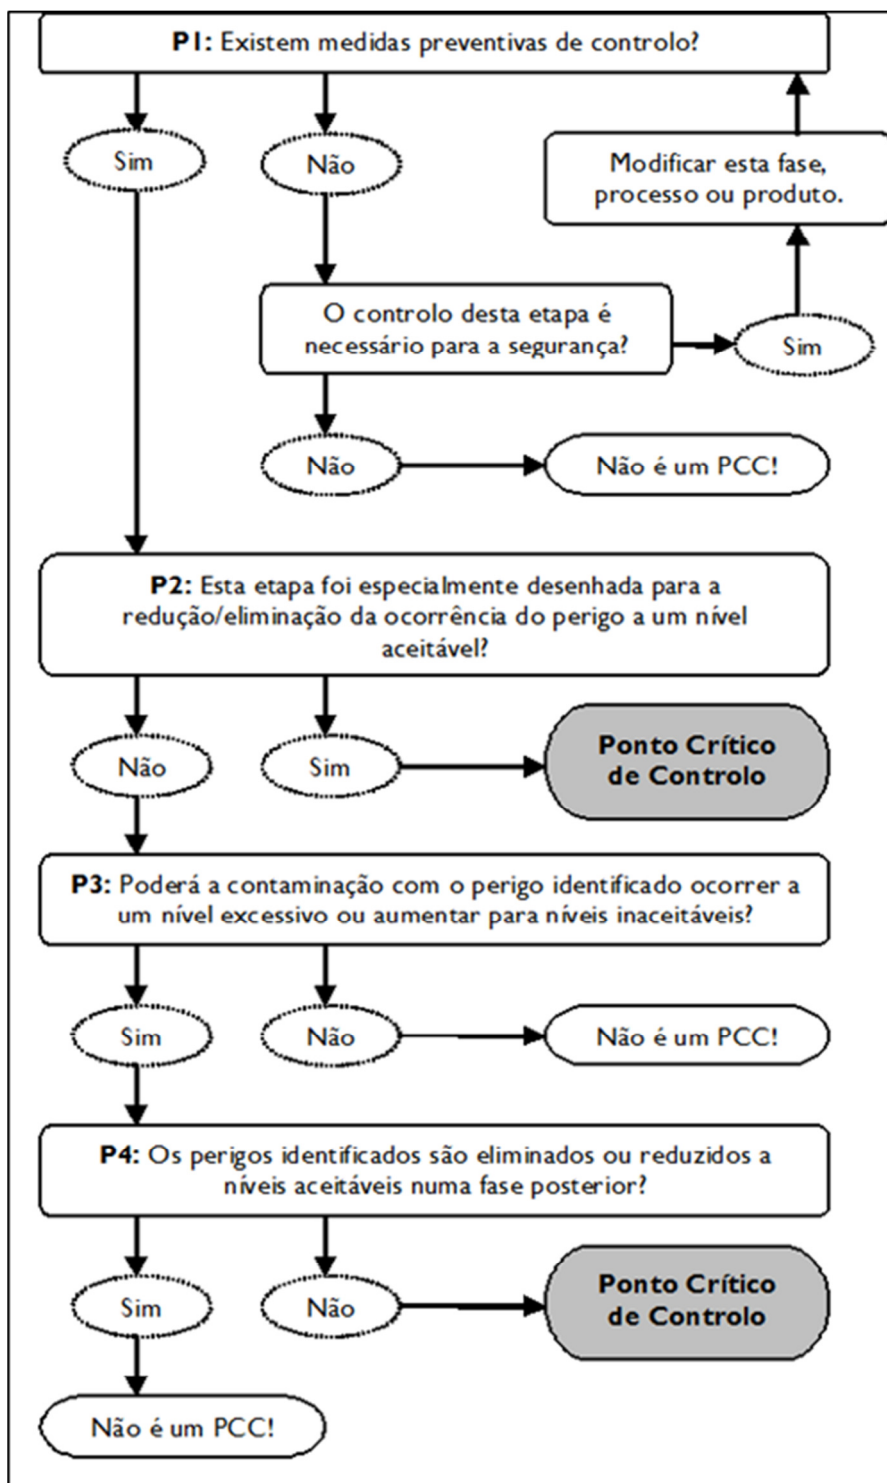 P1: Existem medidas preventivas de controlo?
Sim
Não
Modificar esta fase,
processo ou produto.
O controlo desta etapa é
necessário para a segurança?
Sim
Não
Não é um PCC!
P2: Esta etapa foi especialmente desenhada para a
redução/eliminação da ocorrência do perigo a um nível
aceitável?
Não
Sim
Ponto Crítico
de Controlo
P3: Poderá a contaminação com o perigo identificado ocorrer a
um nível excessivo ou aumentar para níveis inaceitáveis?
Sim
Não
Não é um PCC!
P4: Os perigos identificados são eliminados ou reduzidos a
níveis aceitáveis numa fase posterior?
Sim
Não
Ponto Crítico
de Controlo
Não é um PCC!